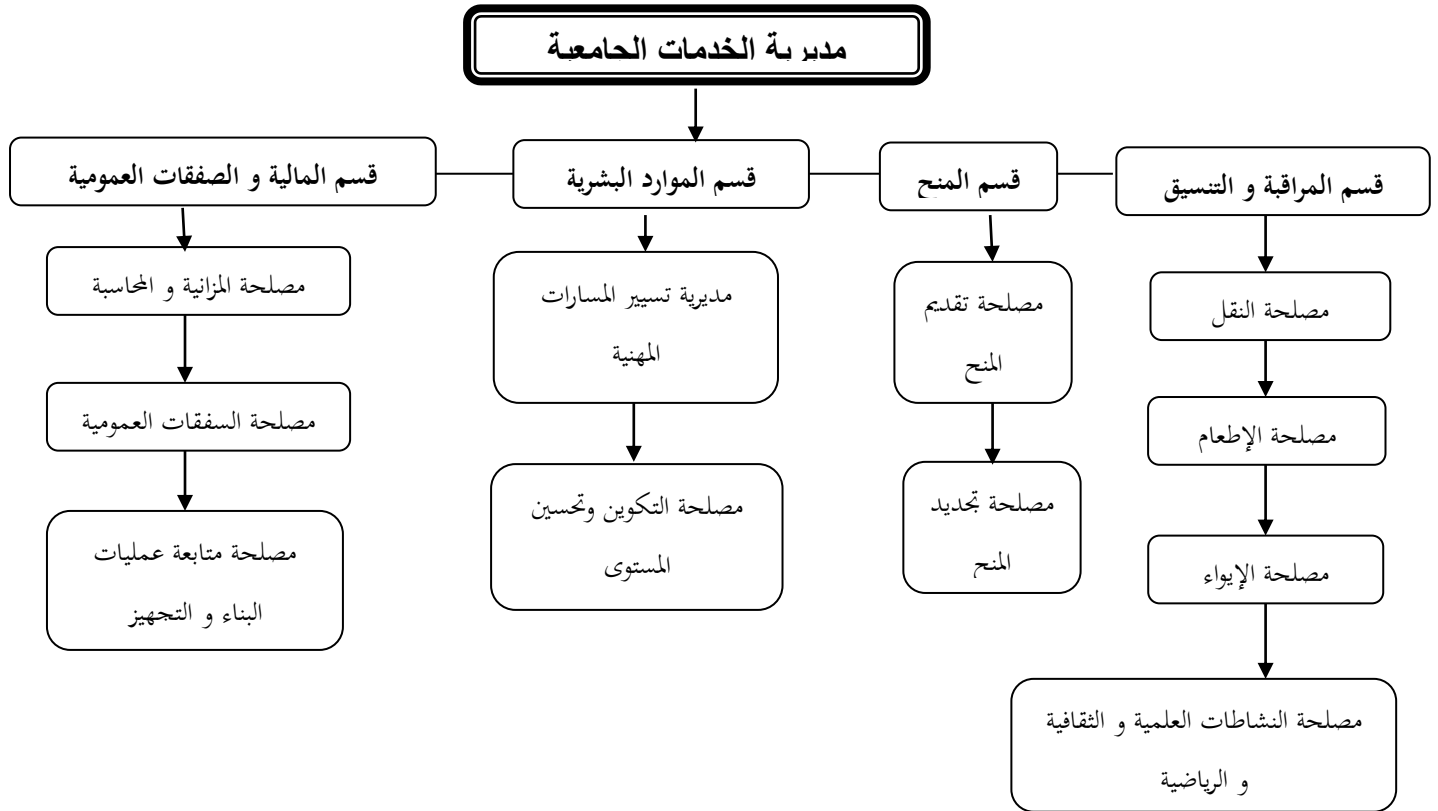 مديرية الخدمات الجامعية
قسم المراقبة و التنسيق
قسم المنح
قسم الموارد البشرية
قسم المالية و الصفقات العمومية
مصلحة النقل
مصلحة الإطعام
مصلحة الإيواء
مصلحة النشاطات العلمية و الثقافية
و الرياضية
مصلحة تقديم
المنح
مصلحة تجديد
المنح
مديرية تسيير المسارات
المهنية
مصلحة التكوين وتحسين
المستوى
مصلحة المزانية و المحاسبة
مصلحة السفقات العمومية
مصلحة متابعة عمليات
البناء و التجهيز